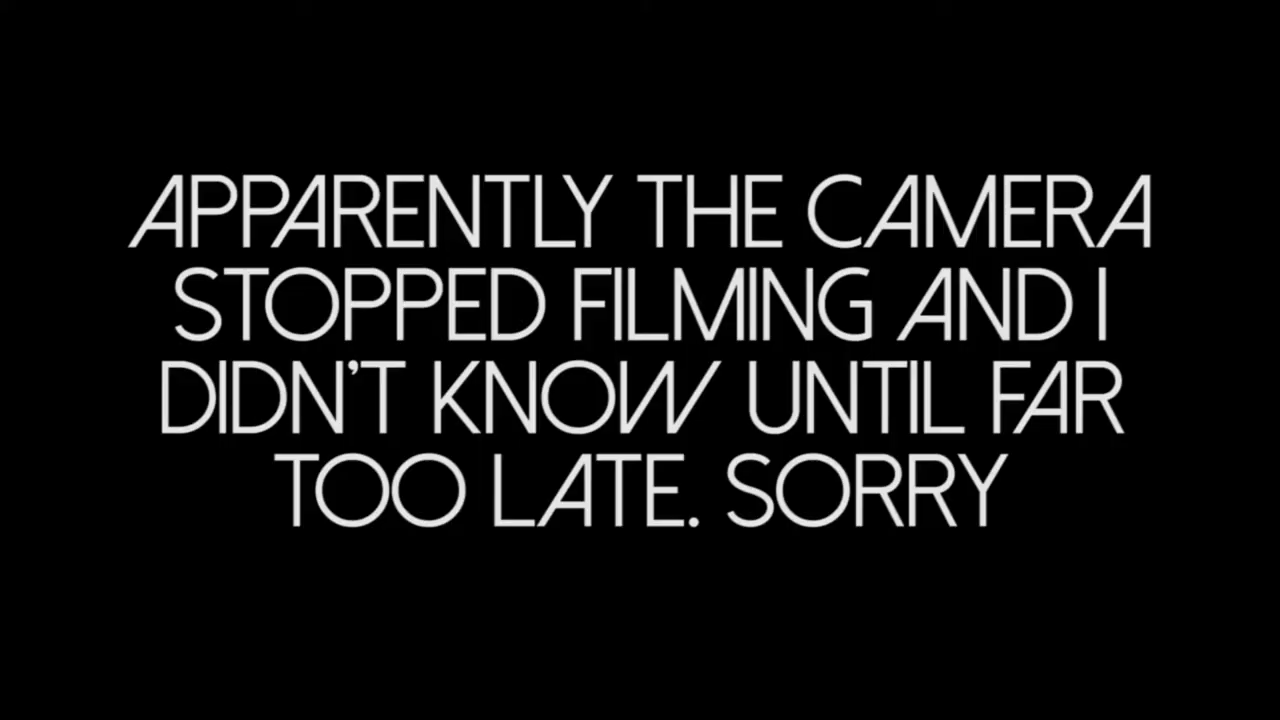 APPARENTLY THE CAMERA
STOPPED FILMING AND I
DIDN'T KNOW UNTIL FAR
TOO LATE. SORRY